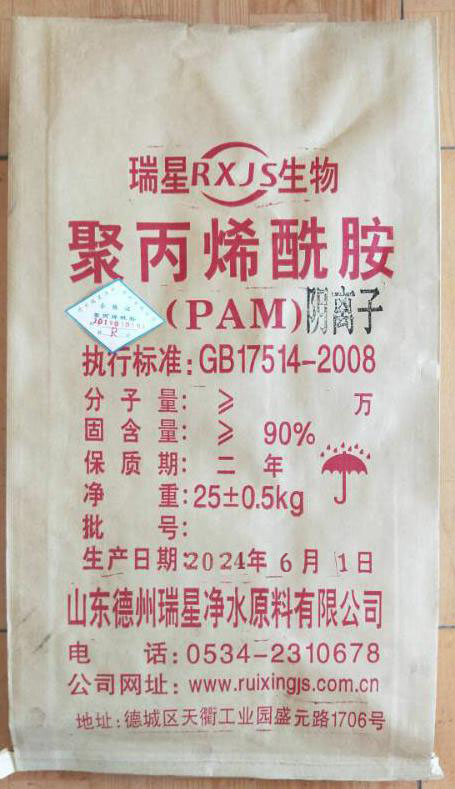 瑞星RXJS生物
聚丙烯酰胺
(PAM)阴离子
合格证
执行标准:GB17514-2008
分子量: ≥ 万
固含量: ≥ 90%
保质期: 二 年
净 重:25±0.5kg
批 号:
生产日期:2024年 6月 1日
山东德州瑞星净水原料有限公司
电 话:0534-2310678
公司网址:www.ruixingjs.com.cn
地址:德城区天衢工业园盛元路1706号